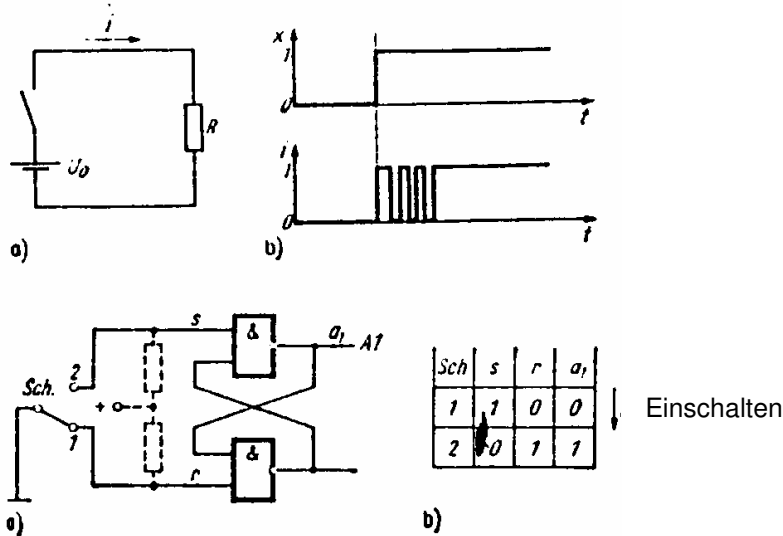 i
R
U₀
a)
x
1
0
t
i
1
0
t
b)
s
&
a₁
A1
2
Sch.
+
1
&
r
a)
Sch s r a₁
1 1 0 0
2 0 1 1
Einschalten
b)